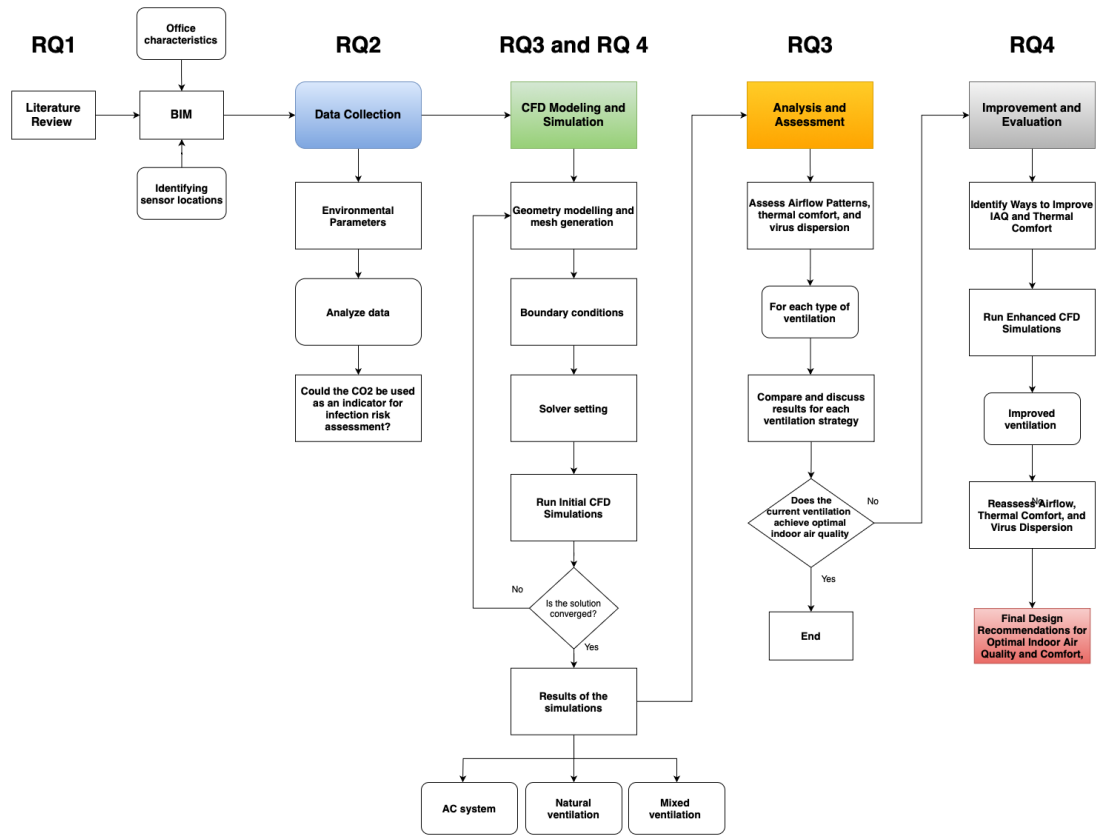 RQ1
Office
characteristics
Literature
Review
BIM
Identifying
sensor locations
RQ2
Data Collection
Environmental
Parameters
Analyze data
Could the CO2 be used
as an indicator for
infection risk
assessment?
RQ3 and RQ 4
CFD Modeling and
Simulation
Geometry modelling and
mesh generation
Boundary conditions
Solver setting
Run Initial CFD
Simulations
Is the solution
converged?
No
Yes
Results of the
simulations
AC system
Natural
ventilation
Mixed
ventilation
RQ3
Analysis and
Assessment
Assess Airflow Patterns,
thermal comfort, and
virus dispersion
For each type of
ventilation
Compare and discuss
results for each
ventilation strategy
Does the
current ventilation
achieve optimal
indoor air quality
No
Yes
End
RQ4
Improvement and
Evaluation
Identify Ways to Improve
IAQ and Thermal
Comfort
Run Enhanced CFD
Simulations
Improved
ventilation
No
Reassess Airflow,
Thermal Comfort, and
Virus Dispersion
Final Design
Recommendations for
Optimal Indoor Air
Quality and Comfort,